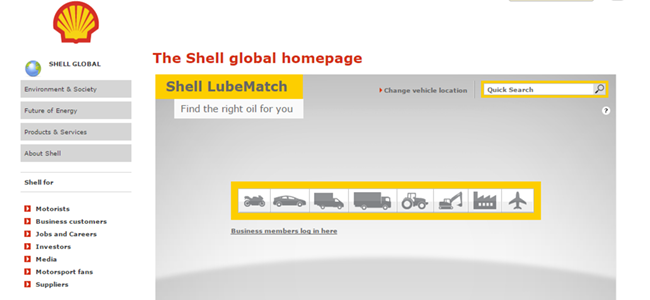 SHELL GLOBAL
Environment & Society
Future of Energy
Products & Services
About Shell
Shell for
Motorists
Business customers
Jobs and Careers
Investors
Media
Motorsport fans
Suppliers
The Shell global homepage
Shell LubeMatch
Find the right oil for you
Change vehicle location
Quick Search
?
Business members log in here